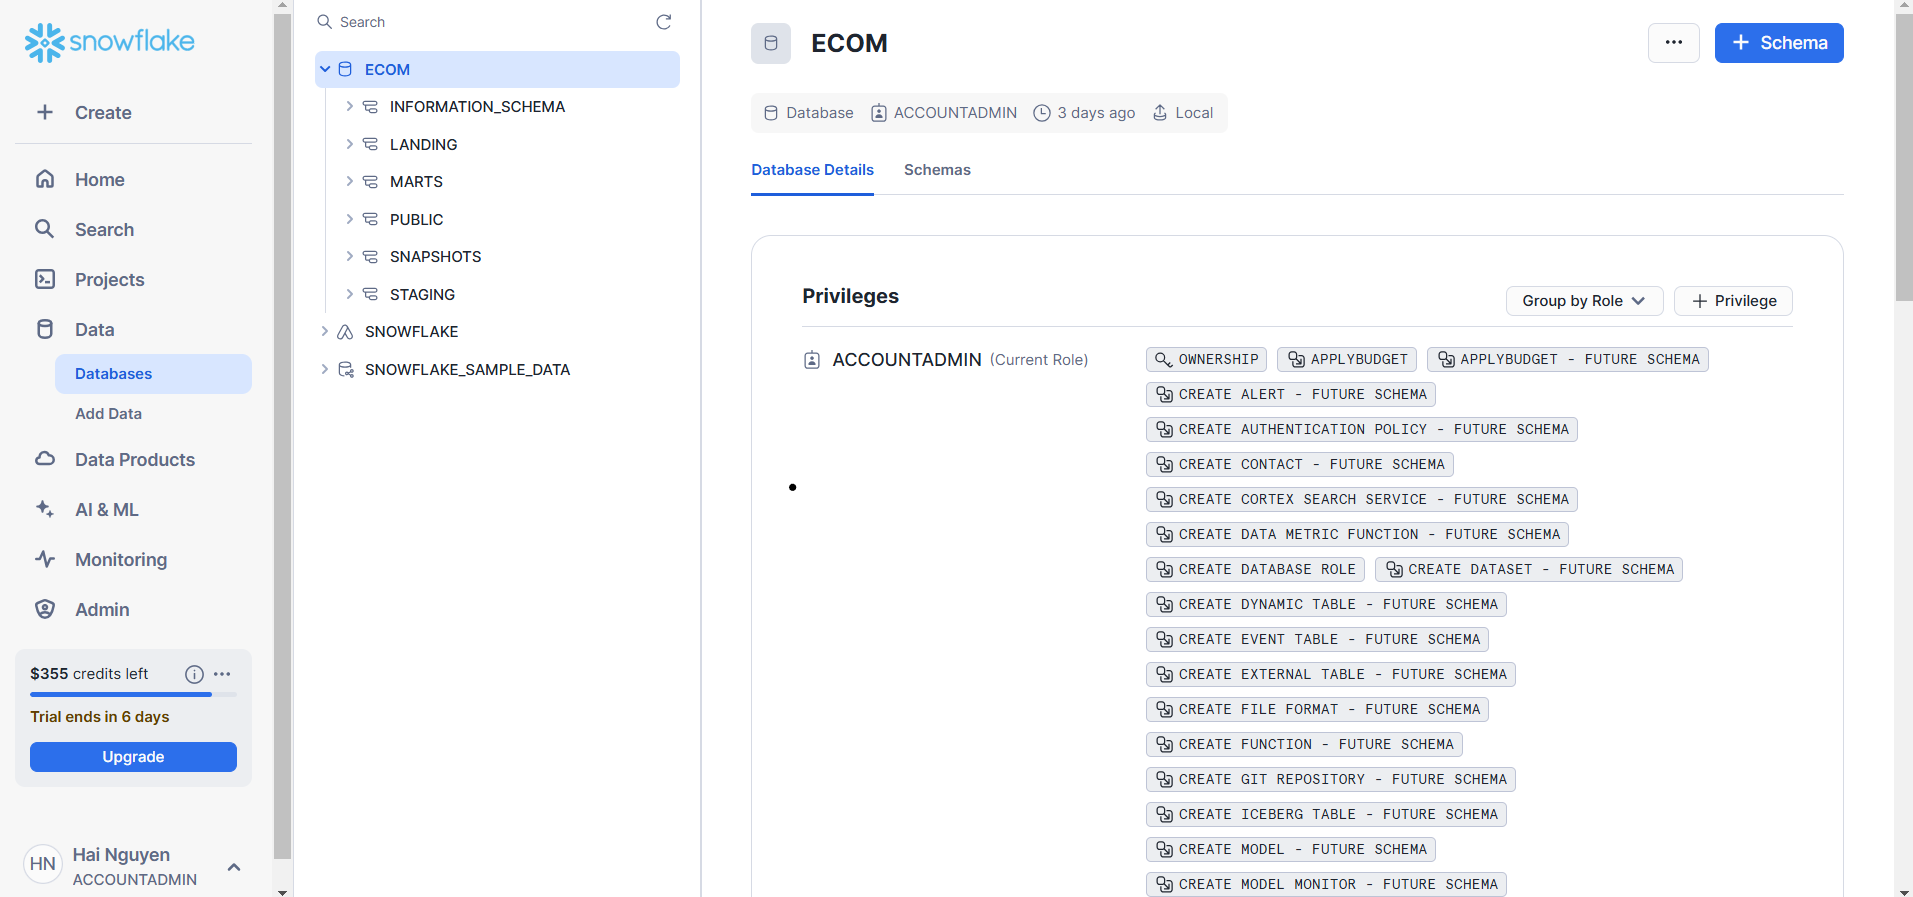 snowflake
Create
Home
Search
Projects
Data
Databases
Add Data
Data Products
AI & ML
Monitoring
Admin
$355 credits left
Trial ends in 6 days
Upgrade
HN
Hai Nguyen
ACCOUNTADMIN
Search
ECOM
INFORMATION_SCHEMA
LANDING
MARTS
PUBLIC
SNAPSHOTS
STAGING
SNOWFLAKE
SNOWFLAKE_SAMPLE_DATA
ECOM
... + Schema
Database ACCOUNTADMIN 3 days ago Local
Database Details Schemas
Privileges Group by Role + Privilege
ACCOUNTADMIN (Current Role) OWNERSHIP APPLYBUDGET APPLYBUDGET - FUTURE SCHEMA
CREATE ALERT - FUTURE SCHEMA
CREATE AUTHENTICATION POLICY - FUTURE SCHEMA
CREATE CONTACT - FUTURE SCHEMA
CREATE CORTEX SEARCH SERVICE - FUTURE SCHEMA
CREATE DATA METRIC FUNCTION - FUTURE SCHEMA
CREATE DATABASE ROLE CREATE DATASET - FUTURE SCHEMA
CREATE DYNAMIC TABLE - FUTURE SCHEMA
CREATE EVENT TABLE - FUTURE SCHEMA
CREATE EXTERNAL TABLE - FUTURE SCHEMA
CREATE FILE FORMAT - FUTURE SCHEMA
CREATE FUNCTION - FUTURE SCHEMA
CREATE GIT REPOSITORY - FUTURE SCHEMA
CREATE ICEBERG TABLE - FUTURE SCHEMA
CREATE MODEL - FUTURE SCHEMA
CREATE MODEL MONITOR - FUTURE SCHEMA